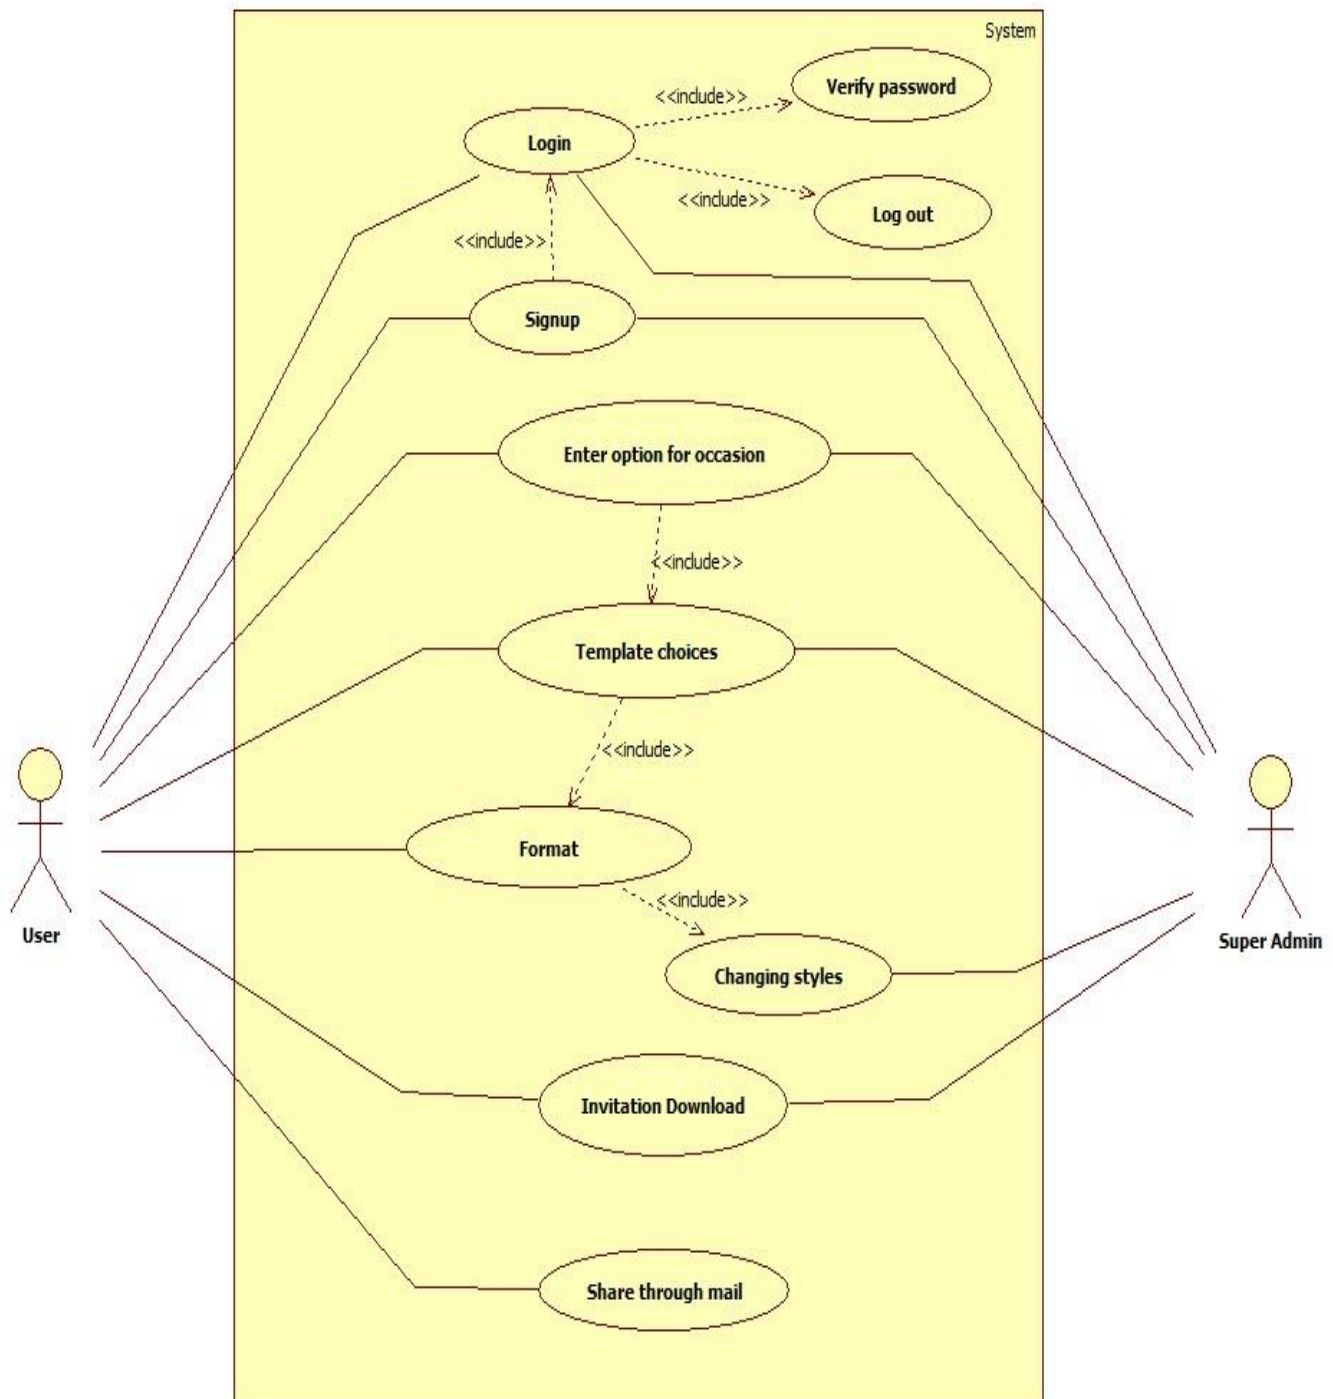 System
Verify password
<<include>>
Login
<<include>>
Log out
<<include>>
Signup
Enter option for occasion
<<include>>
Template choices
<<include>>
Format
<<include>>
User
Super Admin
Changing styles
Invitation Download
Share through mail